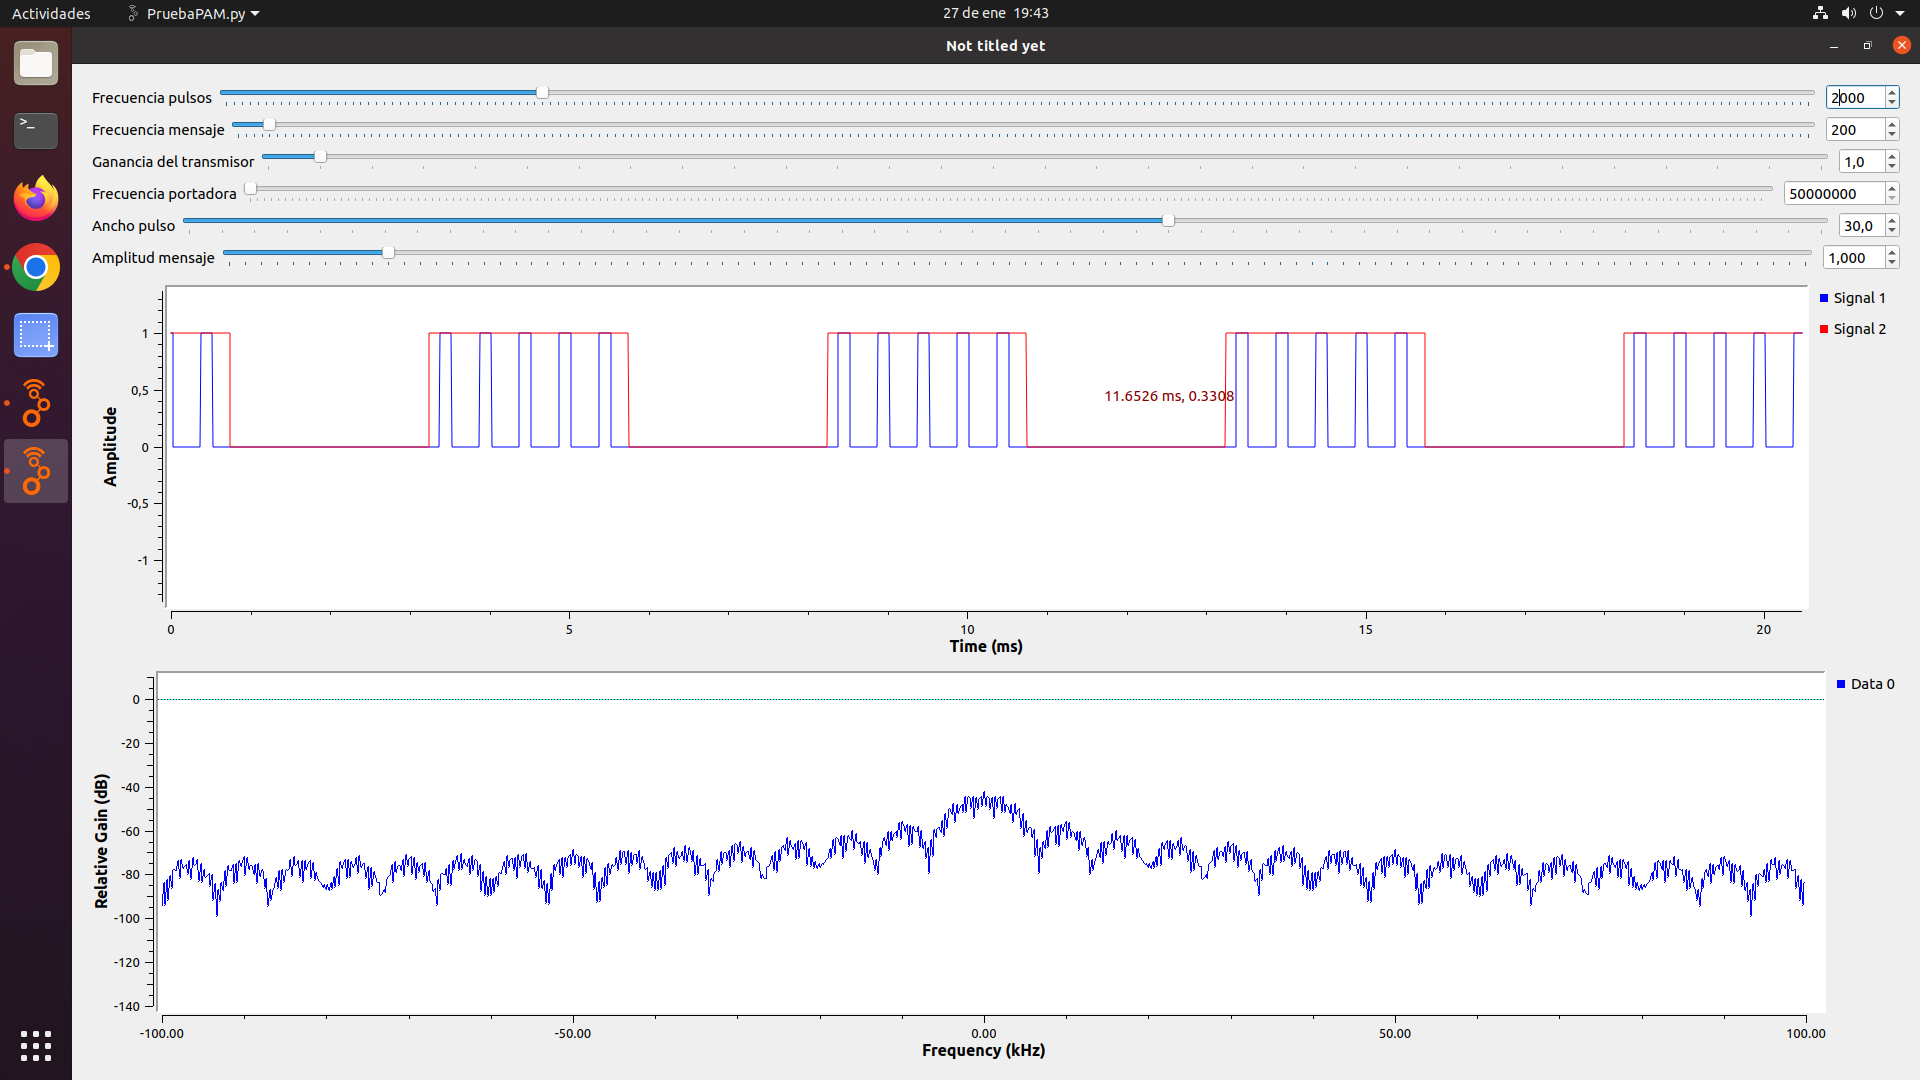 Actividades PruebaPAM.py 27 de ene 19:43
Not titled yet
Frecuencia pulsos 2000
Frecuencia mensaje 200
Ganancia del transmisor 1,0
Frecuencia portadora 50000000
Ancho pulso 30,0
Amplitud mensaje 1,000
Signal 1
Signal 2
1
0,5
0
-0,5
-1
Amplitude
11.6526 ms, 0.3308
0 5 10 15 20
Time (ms)
Data 0
0
-20
-40
-60
-80
-100
-120
-140
Relative Gain (dB)
-100.00 -50.00 0.00 50.00 100.00
Frequency (kHz)